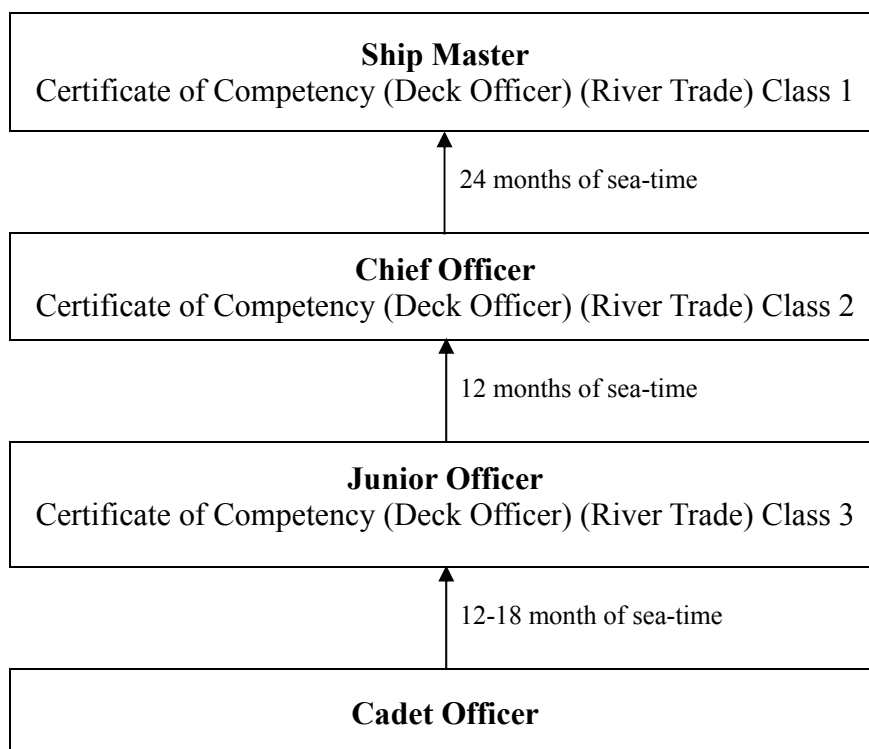 Ship Master
Certificate of Competency (Deck Officer) (River Trade) Class 1
24 months of sea-time
Chief Officer
Certificate of Competency (Deck Officer) (River Trade) Class 2
12 months of sea-time
Junior Officer
Certificate of Competency (Deck Officer) (River Trade) Class 3
12-18 month of sea-time
Cadet Officer